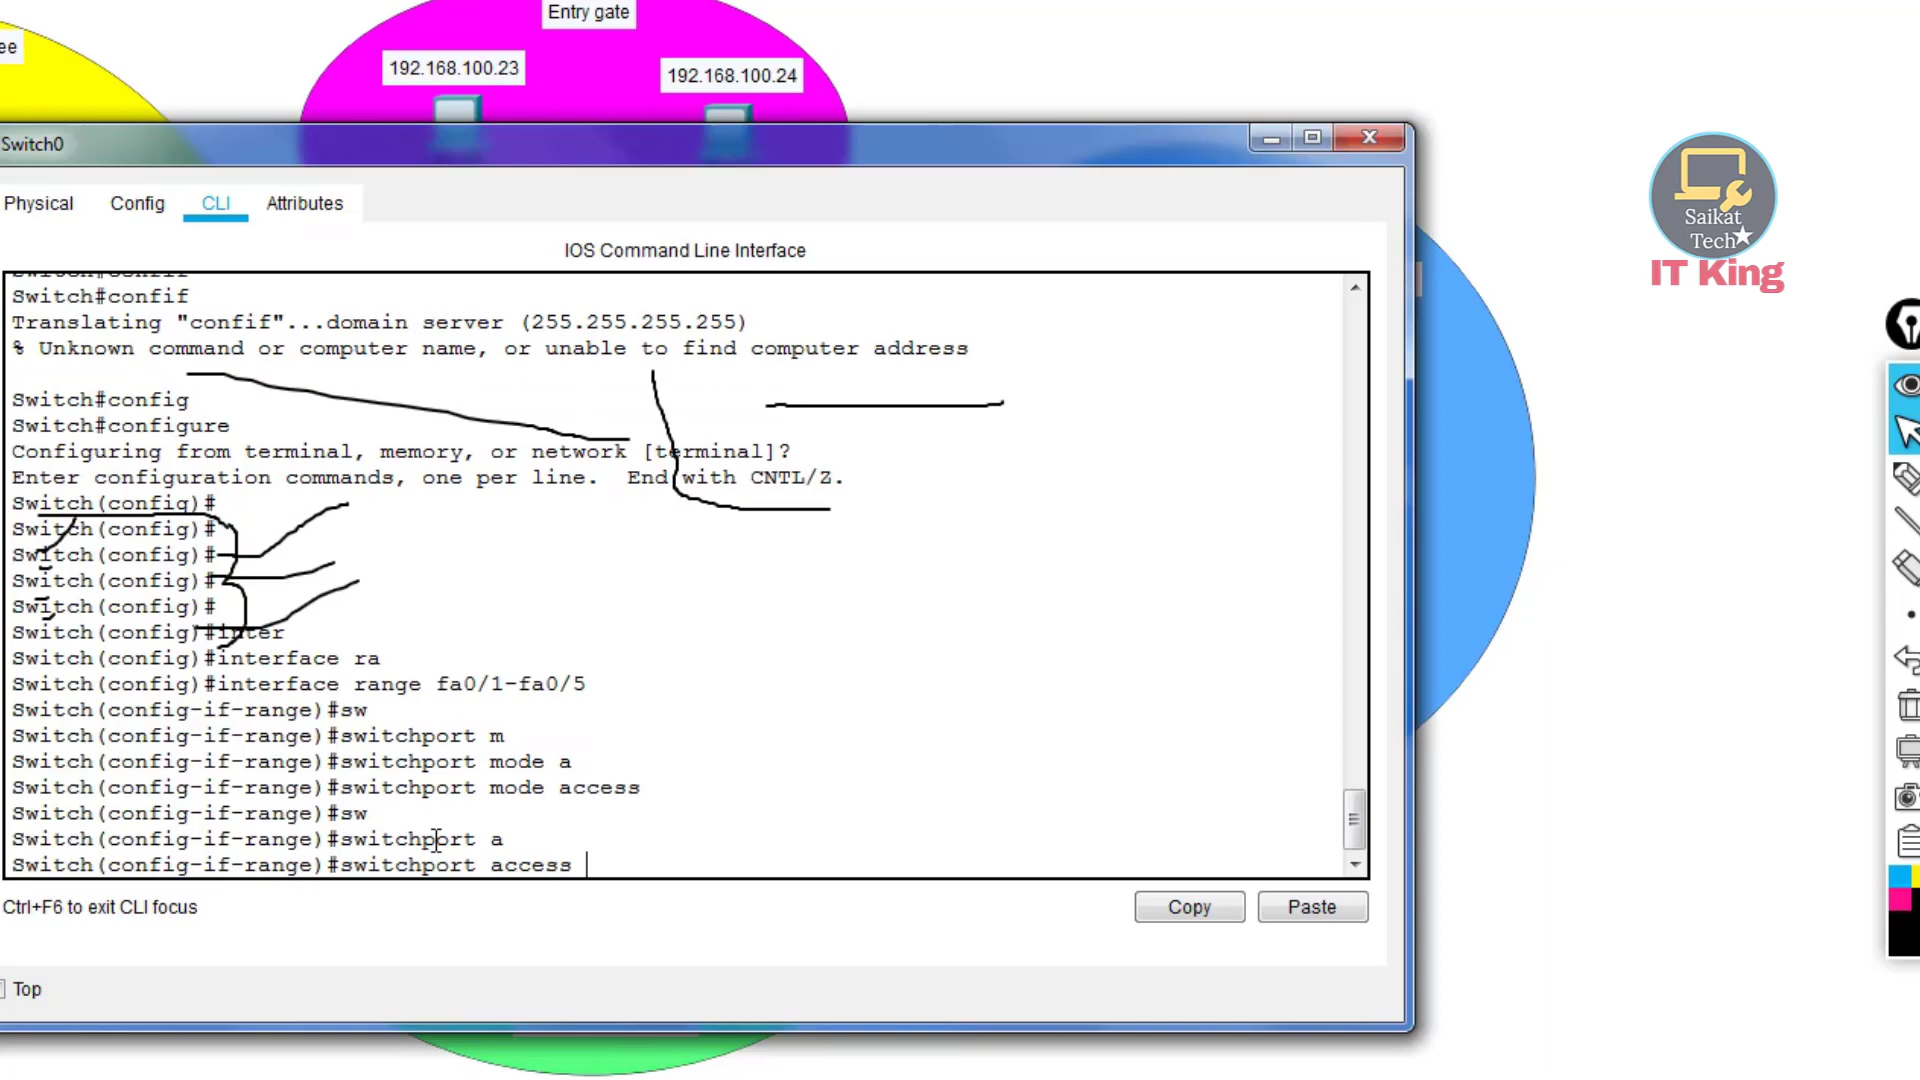 Entry gate
ee
192.168.100.23
192.168.100.24
Switch0
Physical
Config
CLI
Attributes
IOS Command Line Interface
Switch#confif
Switch#confif
Translating "confif"...domain server (255.255.255.255)
% Unknown command or computer name, or unable to find computer address
Switch#config
Switch#configure
Configuring from terminal, memory, or network [terminal]?
Enter configuration commands, one per line.  End with CNTL/Z.
Switch(config)#
Switch(config)#
Switch(config)#
Switch(config)#
Switch(config)#
Switch(config)#inter
Switch(config)#interface ra
Switch(config)#interface range fa0/1-fa0/5
Switch(config-if-range)#sw
Switch(config-if-range)#switchport m
Switch(config-if-range)#switchport mode a
Switch(config-if-range)#switchport mode access
Switch(config-if-range)#sw
Switch(config-if-range)#switchport a
Switch(config-if-range)#switchport access
Ctrl+F6 to exit CLI focus
Copy
Paste
Top
Saikat
Tech
IT King